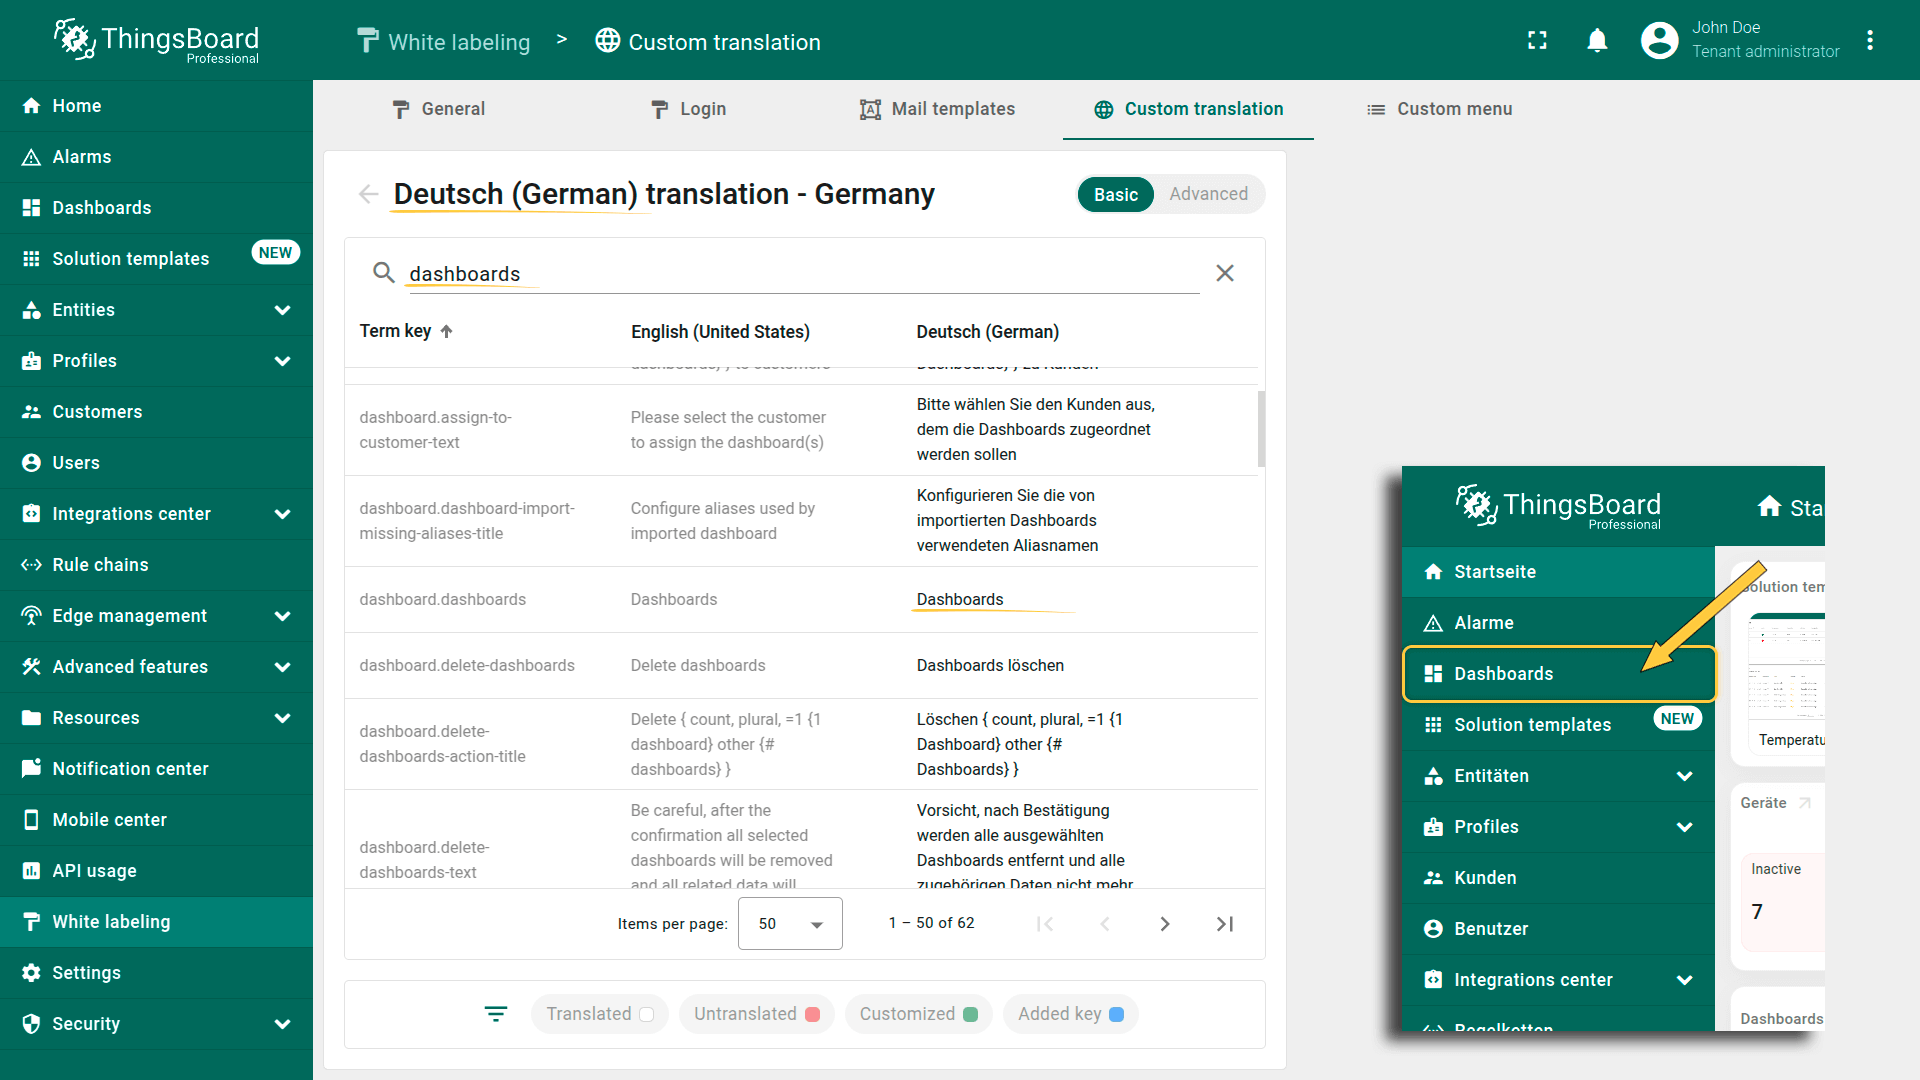 ThingsBoard
Professional
White labeling > Custom translation
John Doe
Tenant administrator
Home
Alarms
Dashboards
Solution templates NEW
Entities
Profiles
Customers
Users
Integrations center
Rule chains
Edge management
Advanced features
Resources
Notification center
Mobile center
API usage
White labeling
Settings
Security
General
Login
Mail templates
Custom translation
Custom menu
Deutsch (German) translation - Germany
Basic Advanced
dashboards
Term key English (United States) Deutsch (German)
dashboards} } to customers Dashboards} } zu Kunden
dashboard.assign-to-
customer-text
Please select the customer
to assign the dashboard(s)
Bitte wählen Sie den Kunden aus,
dem die Dashboards zugeordnet
werden sollen
dashboard.dashboard-import-
missing-aliases-title
Configure aliases used by
imported dashboard
Konfigurieren Sie die von
importierten Dashboards
verwendeten Aliasnamen
dashboard.dashboards Dashboards Dashboards
dashboard.delete-dashboards Delete dashboards Dashboards löschen
dashboard.delete-
dashboards-action-title
Delete { count, plural, =1 {1
dashboard} other {#
dashboards} }
Löschen { count, plural, =1 {1
Dashboard} other {#
Dashboards} }
dashboard.delete-
dashboards-text
Be careful, after the
confirmation all selected
dashboards will be removed
and all related data will
Vorsicht, nach Bestätigung
werden alle ausgewählten
Dashboards entfernt und alle
zugehörigen Daten nicht mehr
Items per page: 50 1 – 50 of 62
Translated Untranslated Customized Added key
ThingsBoard
Professional
Sta
Startseite
Alarme
Dashboards
Solution templates NEW
Entitäten
Profiles
Kunden
Benutzer
Integrations center
Regelketten
Solution tem
Temperatu
Geräte
Inactive
7
Dashboards